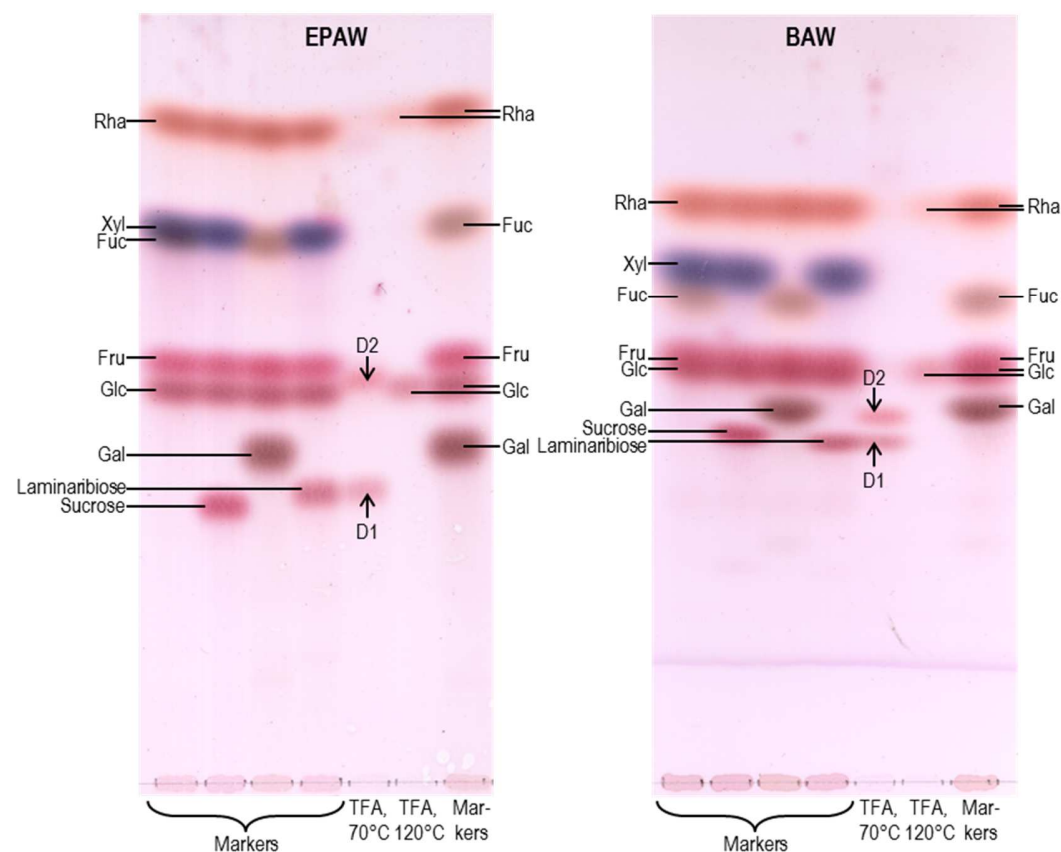 EPAW
Rha
Rha
Xyl
Fuc
Fuc
Fru
D2
Fru
Glc
Glc
Gal
Gal
Laminaribiose
Sucrose
D1
TFA, 70°C
TFA, 120°C
Mar-
kers
Markers
BAW
Rha
Rha
Xyl
Fuc
Fuc
Fru
Fru
Glc
Glc
D2
Gal
Gal
Sucrose
Laminaribiose
D1
TFA, 70°C
TFA, 120°C
Mar-
kers
Markers